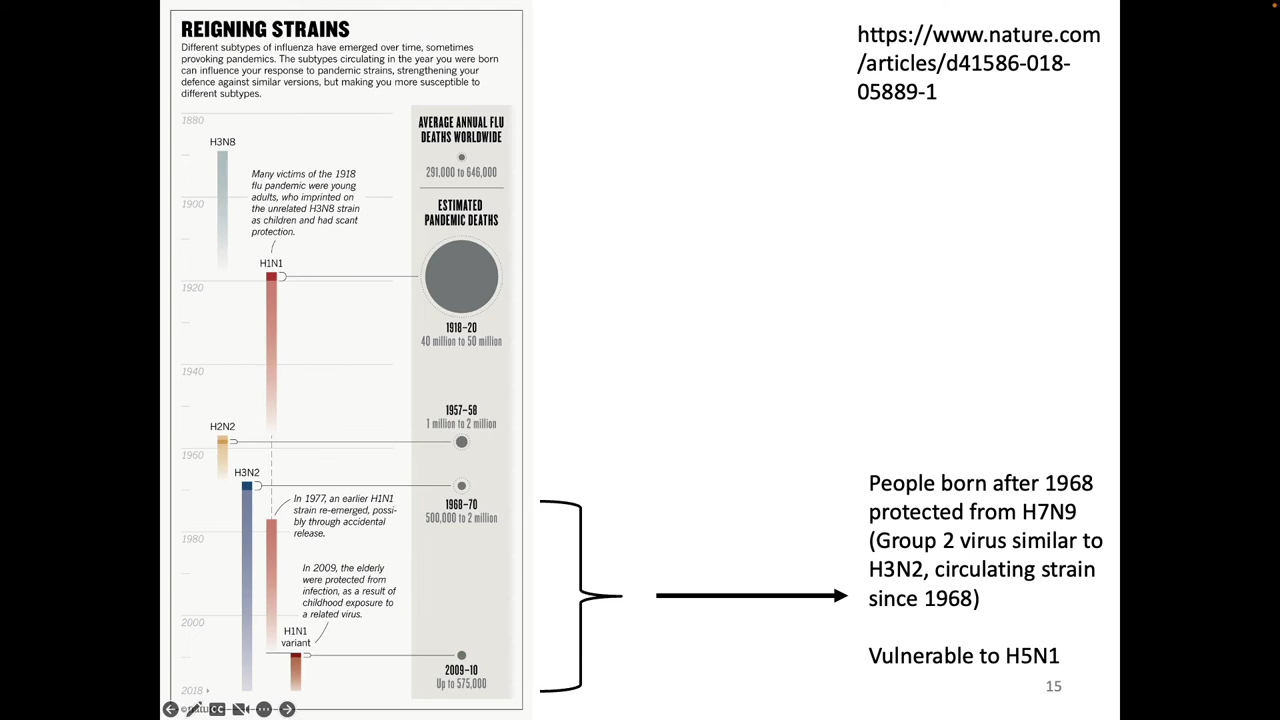 REIGNING STRAINS
Different subtypes of influenza have emerged over time, sometimes
provoking pandemics. The subtypes circulating in the year you were born
can influence your response to pandemic strains, strengthening your
defence against similar versions, but making you more susceptible to
different subtypes.
1880
H3N8
Many victims of the 1918
flu pandemic were young
adults, who imprinted on
the unrelated H3N8 strain
as children and had scant
protection.
1900
H1N1
1920
1940
H2N2
1960
H3N2
In 1977, an earlier H1N1
strain re-emerged, possi-
bly through accidental
release.
1980
In 2009, the elderly
were protected from
infection, as a result of
childhood exposure to
a related virus.
2000
H1N1
variant
2018
AVERAGE ANNUAL FLU
DEATHS WORLDWIDE
291,000 to 646,000
ESTIMATED
PANDEMIC DEATHS
1918–20
40 million to 50 million
1957–58
1 million to 2 million
1968–70
500,000 to 2 million
2009–10
Up to 575,000
CC
https://www.nature.com
/articles/d41586-018-
05889-1
People born after 1968
protected from H7N9
(Group 2 virus similar to
H3N2, circulating strain
since 1968)
Vulnerable to H5N1
15